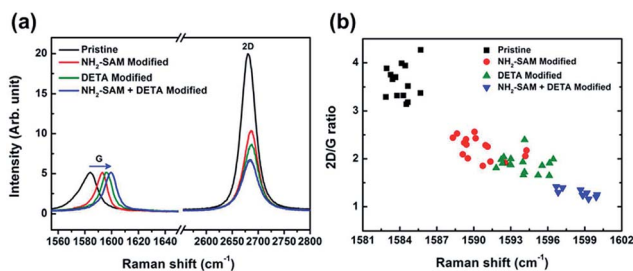 (a)
Pristine
NH2-SAM Modified
DETA Modified
NH2-SAM + DETA Modified
2D
G
20
15
10
5
0
Intensity (Arb. unit)
1560 1600 1640 2600 2650 2700 2750 2800
Raman shift (cm-1)
(b)
Pristine
NH2-SAM Modified
DETA Modified
NH2-SAM + DETA Modified
5
4
3
2
1
0
2D/G ratio
1581 1584 1587 1590 1593 1596 1599 1602
Raman shift (cm-1)